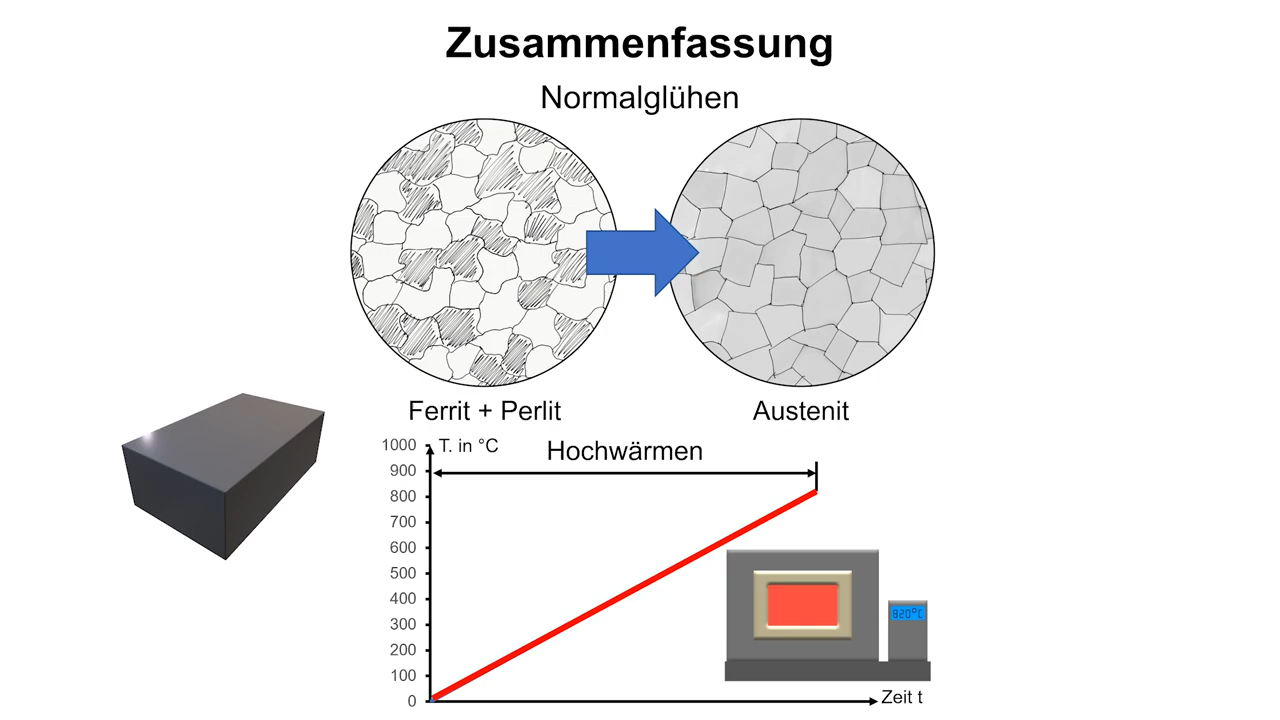 Zusammenfassung
Normalglühen
Ferrit + Perlit
Austenit
T. in °C
Hochwärmen
1000
900
800
700
600
500
400
300
200
100
0
820°C
Zeit t